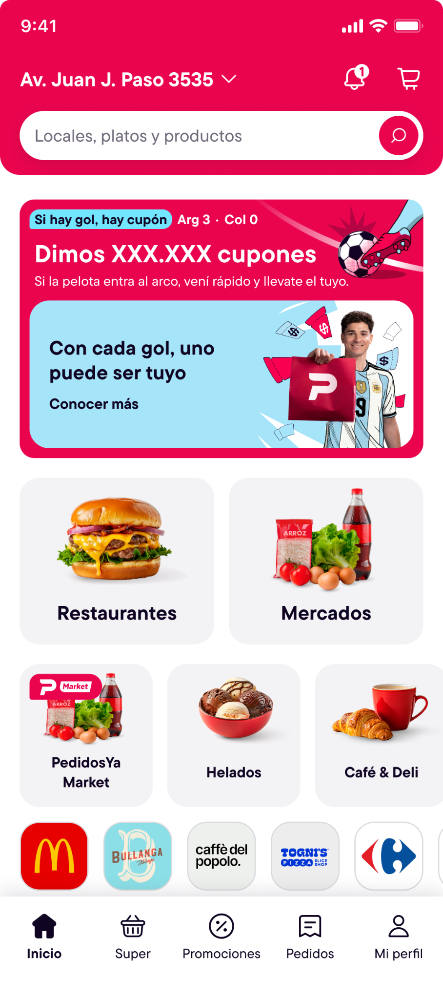 9:41
Av. Juan J. Paso 3535
1
Locales, platos y productos
Si hay gol, hay cupón Arg 3 · Col 0
Dimos XXX.XXX cupones
Si la pelota entra al arco, vení rápido y llevate el tuyo.
Con cada gol, uno
puede ser tuyo
Conocer más
$
$
$
9
ARROZ
Restaurantes
Mercados
Market
ARROZ
PedidosYa
Market
Helados
Café & Deli
B
BULLANGA
Milanga
caffè del
popolo.
TOGNI'S
PIZZA SLICE
SHOP
Inicio
Super
Promociones
Pedidos
Mi perfil